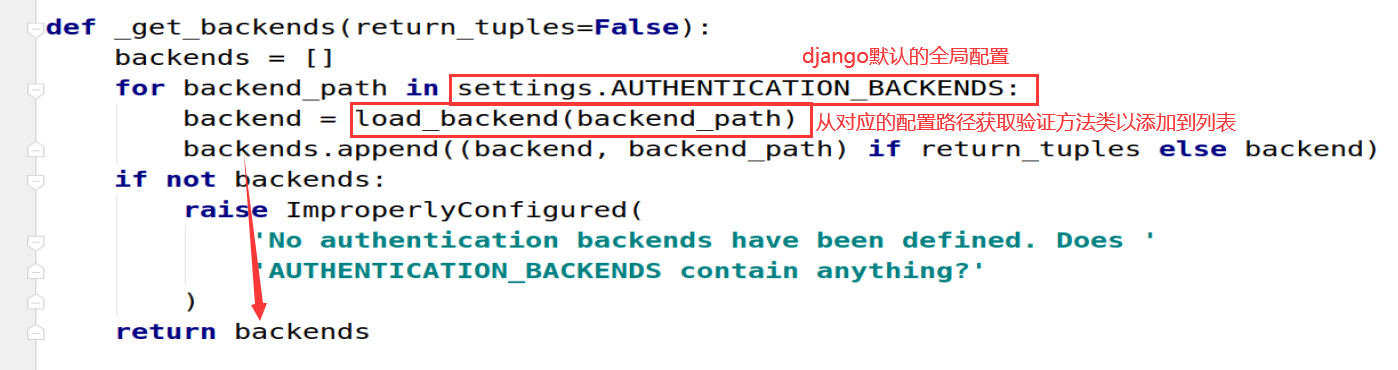 def _get_backends(return_tuples=False):
    backends = []
django默认的全局配置
    for backend_path in settings.AUTHENTICATION_BACKENDS:
        backend = load_backend(backend_path) 从对应的配置路径获取验证方法类以添加到列表
        backends.append((backend, backend_path) if return_tuples else backend)
    if not backends:
        raise ImproperlyConfigured(
            'No authentication backends have been defined. Does '
            'AUTHENTICATION_BACKENDS contain anything?'
        )
    return backends